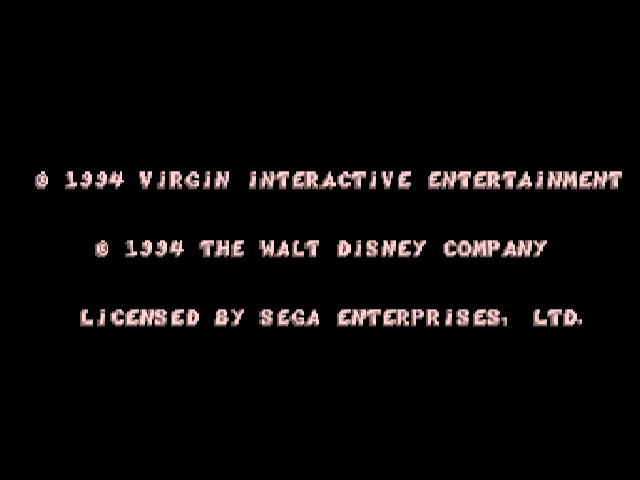 © 1994 ViRGiN iNTERACTiVE ENTERTAiNMENT
© 1994 THE WALT DiSNEY COMPANY
LiCENSED BY SEGA ENTERPRiSES, LTD.